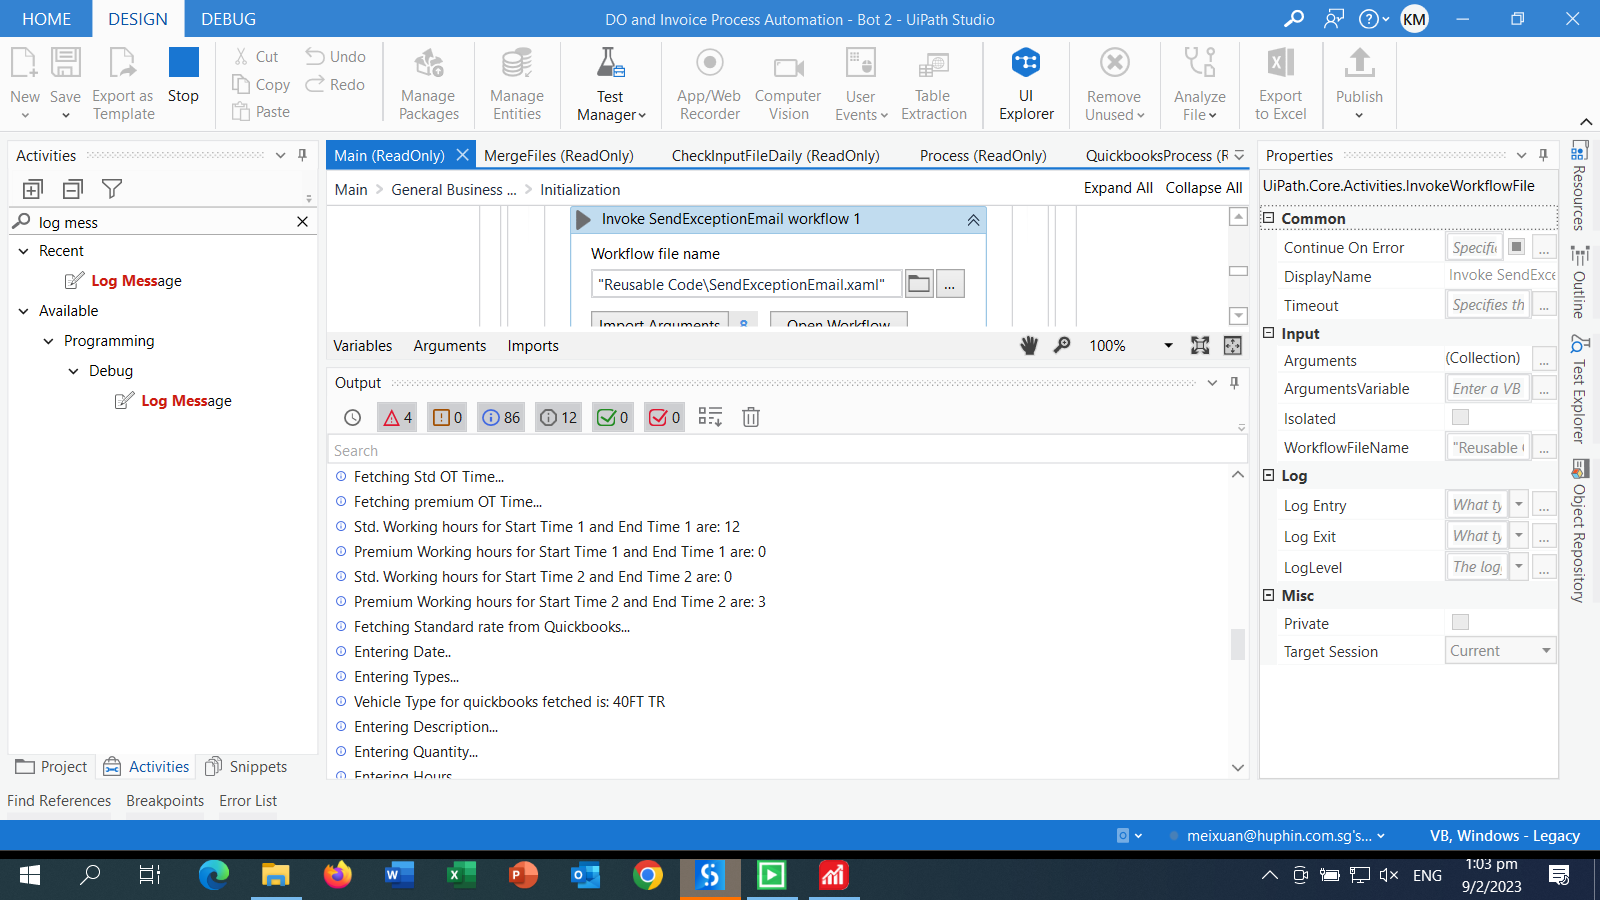 HOME
DESIGN
DEBUG
DO and Invoice Process Automation - Bot 2 - UiPath Studio
KM
New
Save
Export as Template
Stop
Cut
Copy
Paste
Undo
Redo
Manage Packages
Manage Entities
Test Manager
App/Web Recorder
Computer Vision
User Events
Table Extraction
UI Explorer
Remove Unused
Analyze File
Export to Excel
Publish
Activities
log mess
Recent
Log Message
Available
Programming
Debug
Log Message
Project
Activities
Snippets
Find References
Breakpoints
Error List
Main (ReadOnly)
MergeFiles (ReadOnly)
CheckInputFileDaily (ReadOnly)
Process (ReadOnly)
QuickbooksProcess (R
Main > General Business ... > Initialization
Expand All
Collapse All
Invoke SendExceptionEmail workflow 1
Workflow file name
"Reusable Code\SendExceptionEmail.xaml"
...
Import Arguments
8
Open Workflow
Variables
Arguments
Imports
100%
Output
4
0
86
12
0
0
Search
Fetching Std OT Time...
Fetching premium OT Time...
Std. Working hours for Start Time 1 and End Time 1 are: 12
Premium Working hours for Start Time 1 and End Time 1 are: 0
Std. Working hours for Start Time 2 and End Time 2 are: 0
Premium Working hours for Start Time 2 and End Time 2 are: 3
Fetching Standard rate from Quickbooks...
Entering Date..
Entering Types...
Vehicle Type for quickbooks fetched is: 40FT TR
Entering Description...
Entering Quantity...
Entering Hours
Properties
UiPath.Core.Activities.InvokeWorkflowFile
Common
Continue On Error
Specifi
...
DisplayName
Invoke SendExce
Timeout
Specifies th
...
Input
Arguments
(Collection)
...
ArgumentsVariable
Enter a VB
...
Isolated
WorkflowFileName
"Reusable
...
Log
Log Entry
What ty
...
Log Exit
What ty
...
LogLevel
The log
...
Misc
Private
Target Session
Current
Resources
Outline
Test Explorer
Object Repository
meixuan@huphin.com.sg's...
VB, Windows - Legacy
ENG
1:03 pm
9/2/2023